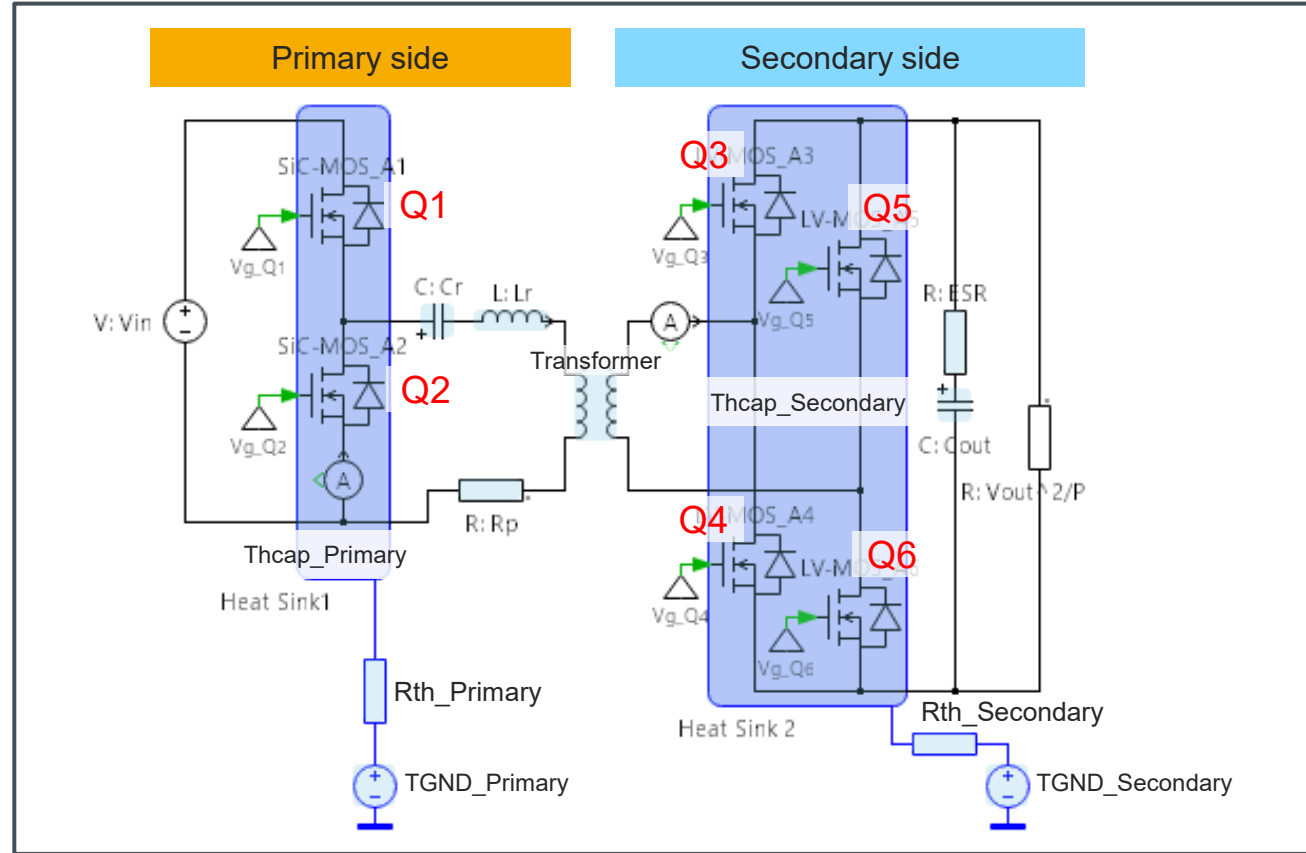 Primary side
Secondary side
SiC-MOS_A1
Q1
Vg_Q1
V: Vin
C: Cr
L: Lr
SiC-MOS_A2
Q2
Vg_Q2
A
R: Rp
Thcap_Primary
Heat Sink1
Rth_Primary
TGND_Primary
Transformer
A
Q3
MOS_A3
Vg_Q3
Q5
LV-MOS
Vg_Q5
Thcap_Secondary
R: ESR
C: Cout
R: Vout^2/P
Q4
MOS_A4
Vg_Q4
Q6
LV-MOS
Vg_Q6
Heat Sink 2
Rth_Secondary
TGND_Secondary